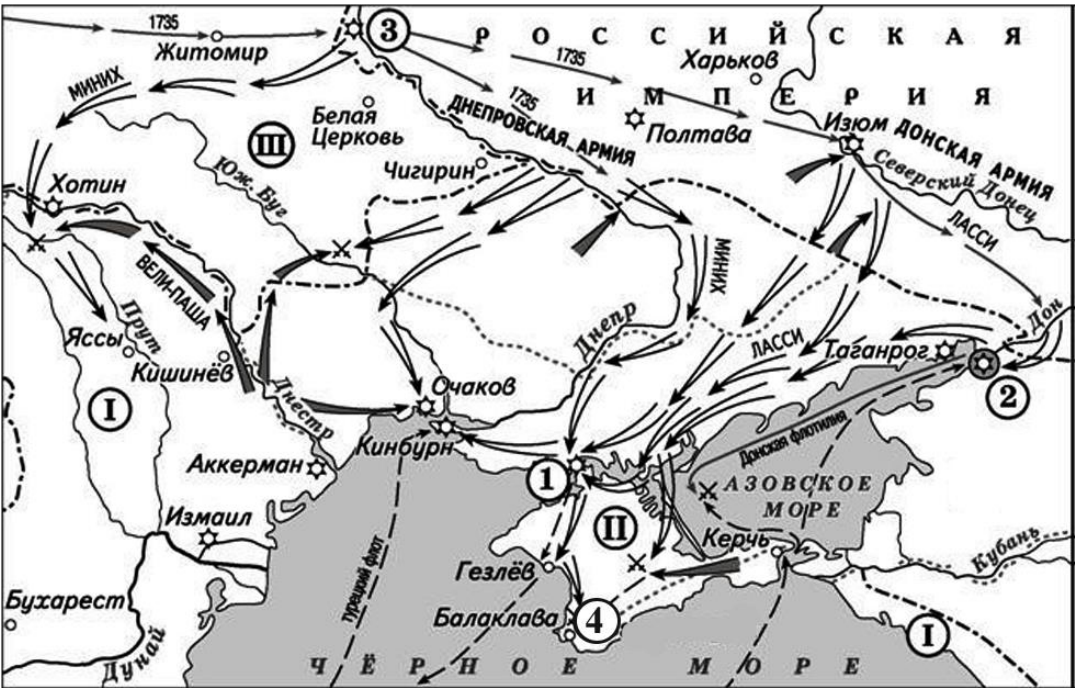 1735
3
РОССИЙСКАЯ
Житомир
1735
Харьков
МИНИХ
1735
ИМПЕРИЯ
Белая
Церковь
ДНЕПРОВСКАЯ АРМИЯ
Полтава
Изюм
ДОНСКАЯ АРМИЯ
III
Чигирин
Северский Донец
Юж. Буг
Хотин
ЛАССИ
МИНИХ
ВЕЛИ-ПАША
Прут
Днепр
Дон
Яссы
Кишинёв
ЛАССИ
Таганрог
I
Днестр
Очаков
2
Кинбурн
Донская флотилия
Аккерман
1
АЗОВСКОЕ
МОРЕ
Измаил
II
Керчь
Кубань
турецкий флот
Гезлёв
Бухарест
Балаклава
4
I
Дунай
ЧЁРНОЕ МОРЕ